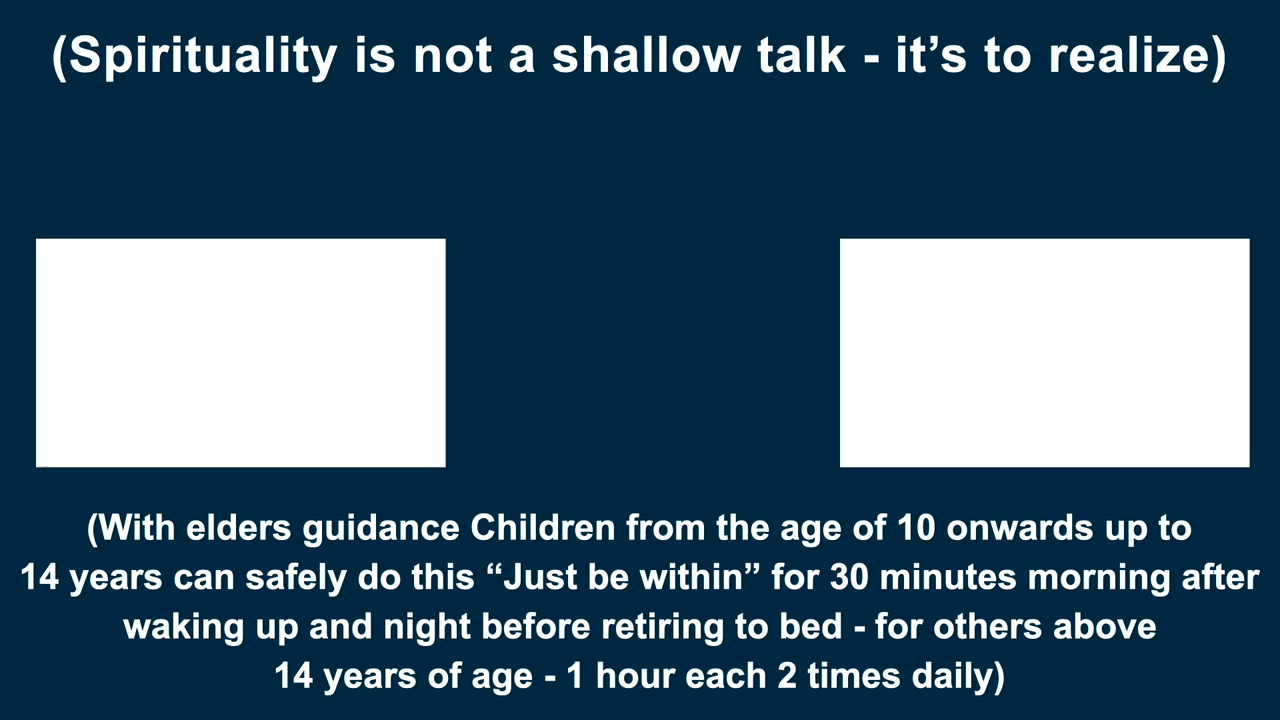 (Spirituality is not a shallow talk - it’s to realize)
(With elders guidance Children from the age of 10 onwards up to
14 years can safely do this “Just be within” for 30 minutes morning after
waking up and night before retiring to bed - for others above
14 years of age - 1 hour each 2 times daily)